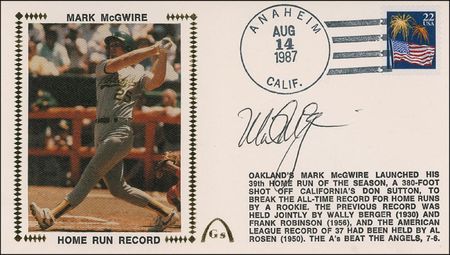 MARK McGWIRE
HOME RUN RECORD
Gs
ANAHEIM
AUG
14
1987
CALIF.
22
USA
OAKLAND'S MARK McGWIRE LAUNCHED HIS
39th HOME RUN OF THE SEASON, A 380-FOOT
SHOT OFF CALIFORNIA'S DON SUTTON, TO
BREAK THE ALL-TIME RECORD FOR HOME RUNS
BY A ROOKIE. THE PREVIOUS RECORD WAS
HELD JOINTLY BY WALLY BERGER (1930) AND
FRANK ROBINSON (1956), AND THE AMERICAN
LEAGUE RECORD OF 37 HAD BEEN HELD BY
AL ROSEN (1950). THE A's BEAT THE ANGELS, 7-6.